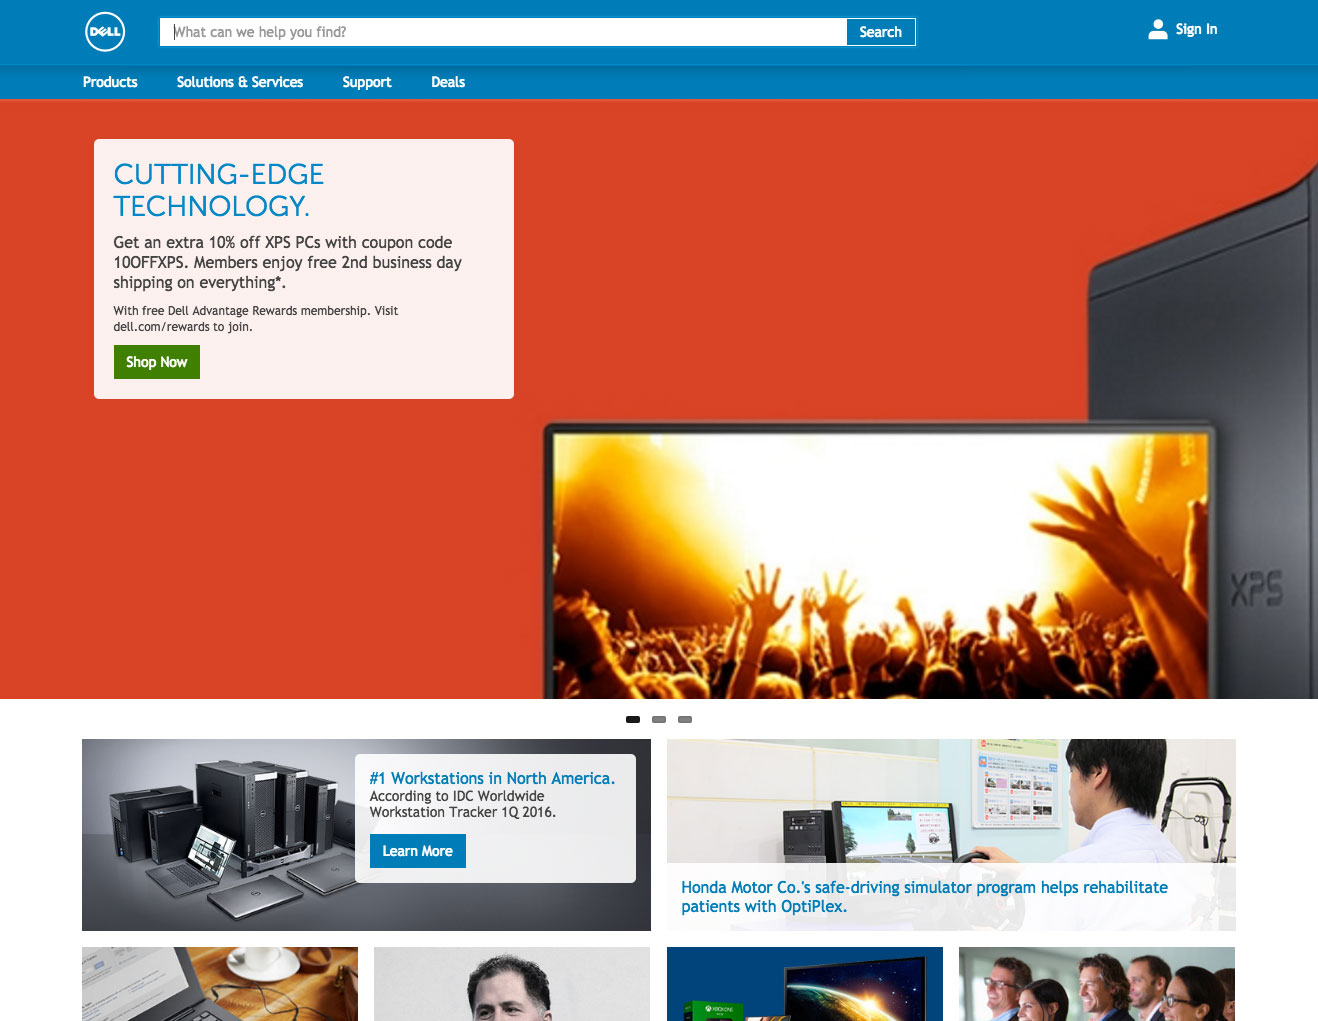 DELL
What can we help you find?
Search
Sign In
Products
Solutions & Services
Support
Deals
CUTTING-EDGE
TECHNOLOGY.
Get an extra 10% off XPS PCs with coupon code
10OFFXPS. Members enjoy free 2nd business day
shipping on everything*.
With free Dell Advantage Rewards membership. Visit
dell.com/rewards to join.
Shop Now
XPS
#1 Workstations in North America.
According to IDC Worldwide
Workstation Tracker 1Q 2016.
Learn More
Honda Motor Co.'s safe-driving simulator program helps rehabilitate
patients with OptiPlex.
XBOX ONE